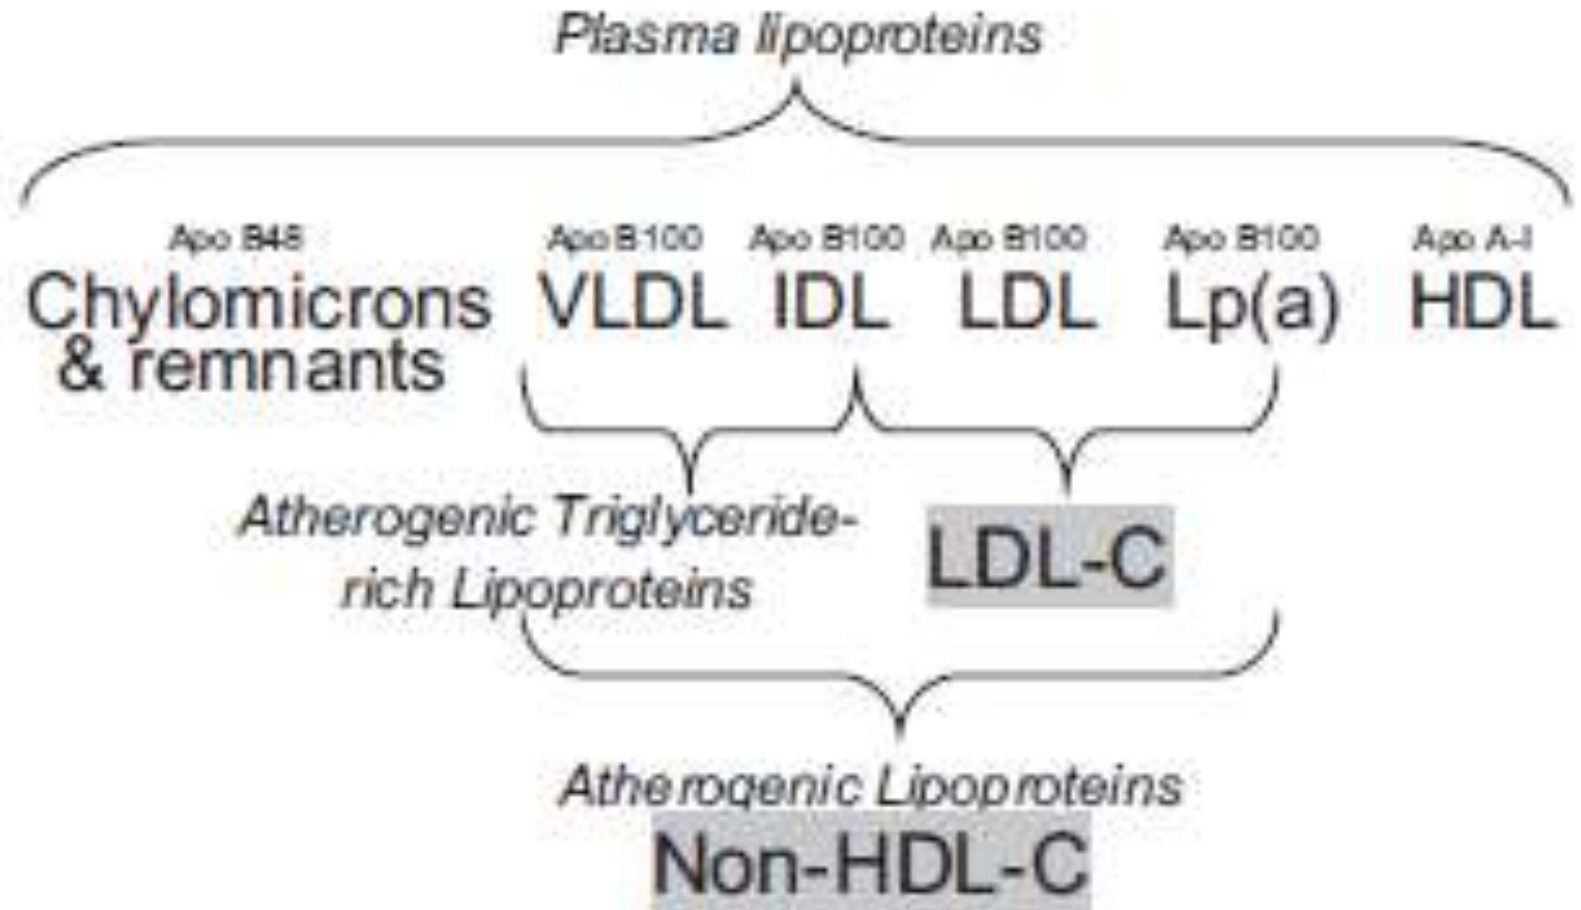 Plasma lipoproteins
Apo B48 Apo B100 Apo B100 Apo B100 Apo B100 Apo A-I
Chylomicrons VLDL IDL LDL Lp(a) HDL
& remnants
Atherogenic Triglyceride-
rich Lipoproteins
LDL-C
Atherogenic Lipoproteins
Non-HDL-C